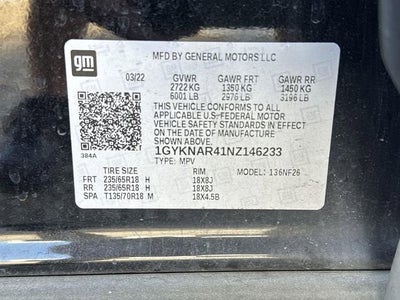 gm
MFD BY GENERAL MOTORS LLC
03/22 GVWR GAWR FRT GAWR RR
2722 KG 1350 KG 1450 KG
6001 LB 2976 LB 3196 LB
THIS VEHICLE CONFORMS TO ALL
APPLICABLE U.S. FEDERAL MOTOR
VEHICLE SAFETY STANDARDS IN EFFECT
ON THE DATE OF MANUFACTURE
SHOWN ABOVE.
384A
1GYKNAR41NZ146233
TYPE: MPV
TIRE SIZE RIM MODEL: 136NF26
FRT 235/65R18 H 18X8J
RR 235/65R18 H 18X8J
SPA T135/70R18 M 18X4.5B